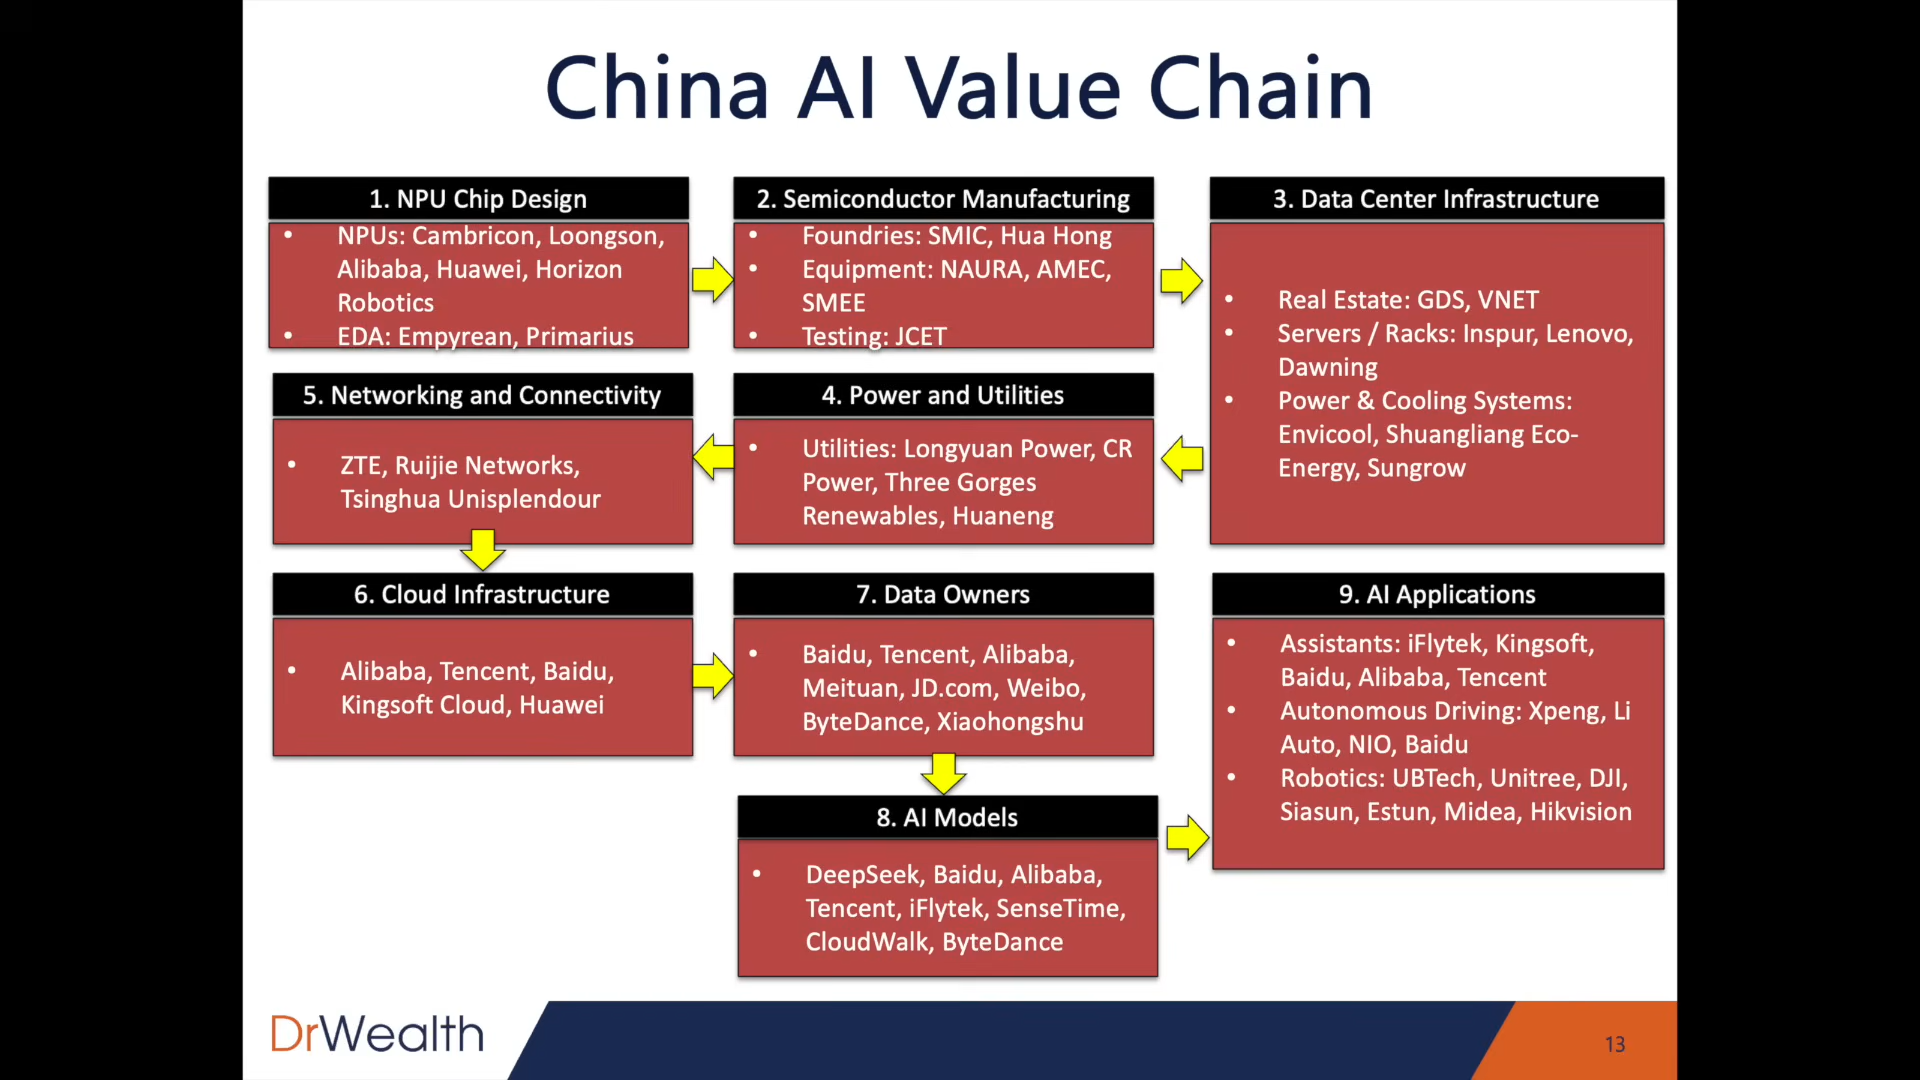 China AI Value Chain
1. NPU Chip Design
• NPUs: Cambricon, Loongson,
Alibaba, Huawei, Horizon
Robotics
• EDA: Empyrean, Primarius
2. Semiconductor Manufacturing
• Foundries: SMIC, Hua Hong
• Equipment: NAURA, AMEC,
SMEE
• Testing: JCET
3. Data Center Infrastructure
• Real Estate: GDS, VNET
• Servers / Racks: Inspur, Lenovo,
Dawning
• Power & Cooling Systems:
Envicool, Shuangliang Eco-
Energy, Sungrow
4. Power and Utilities
• Utilities: Longyuan Power, CR
Power, Three Gorges
Renewables, Huaneng
5. Networking and Connectivity
• ZTE, Ruijie Networks,
Tsinghua Unisplendour
6. Cloud Infrastructure
• Alibaba, Tencent, Baidu,
Kingsoft Cloud, Huawei
7. Data Owners
• Baidu, Tencent, Alibaba,
Meituan, JD.com, Weibo,
ByteDance, Xiaohongshu
8. AI Models
• DeepSeek, Baidu, Alibaba,
Tencent, iFlytek, SenseTime,
CloudWalk, ByteDance
9. AI Applications
• Assistants: iFlytek, Kingsoft,
Baidu, Alibaba, Tencent
• Autonomous Driving: Xpeng, Li
Auto, NIO, Baidu
• Robotics: UBTech, Unitree, DJI,
Siasun, Estun, Midea, Hikvision
DrWealth
13